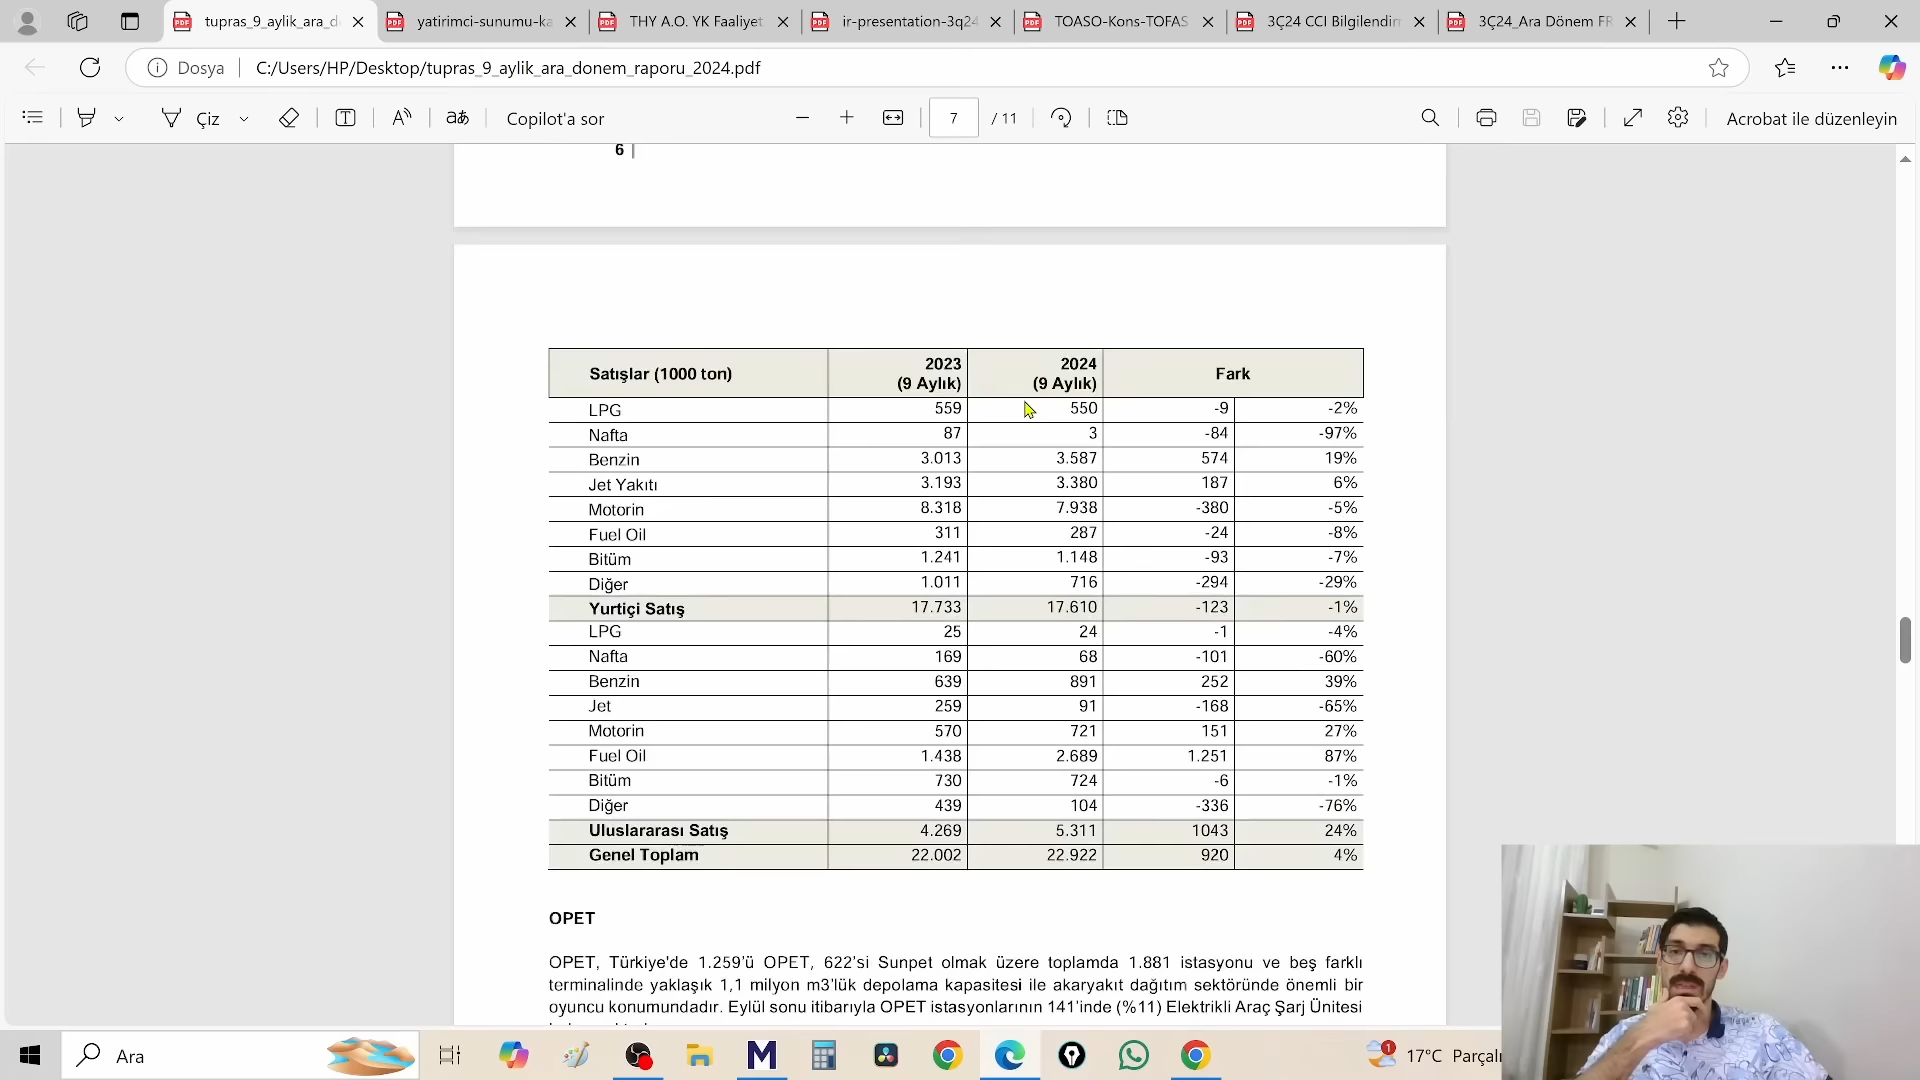 tupras_9_aylik_ara_d
yatirimci-sunumu-ka
THY A.O. YK Faaliyet
ir-presentation-3q24
TOASO-Kons-TOFAS
3Ç24 CCI Bilgilendir
3Ç24_Ara Dönem FR
Dosya
C:/Users/HP/Desktop/tupras_9_aylik_ara_donem_raporu_2024.pdf
Çiz
Copilot'a sor
7 / 11
Acrobat ile düzenleyin
6 |
Satışlar (1000 ton) 2023 (9 Aylık) 2024 (9 Aylık) Fark
LPG 559 550 -9 -2%
Nafta 87 3 -84 -97%
Benzin 3.013 3.587 574 19%
Jet Yakıtı 3.193 3.380 187 6%
Motorin 8.318 7.938 -380 -5%
Fuel Oil 311 287 -24 -8%
Bitüm 1.241 1.148 -93 -7%
Diğer 1.011 716 -294 -29%
Yurtiçi Satış 17.733 17.610 -123 -1%
LPG 25 24 -1 -4%
Nafta 169 68 -101 -60%
Benzin 639 891 252 39%
Jet 259 91 -168 -65%
Motorin 570 721 151 27%
Fuel Oil 1.438 2.689 1.251 87%
Bitüm 730 724 -6 -1%
Diğer 439 104 -336 -76%
Uluslararası Satış 4.269 5.311 1043 24%
Genel Toplam 22.002 22.922 920 4%
OPET
OPET, Türkiye'de 1.259'ü OPET, 622'si Sunpet olmak üzere toplamda 1.881 istasyonu ve beş farklı
terminalinde yaklaşık 1,1 milyon m3'lük depolama kapasitesi ile akaryakıt dağıtım sektöründe önemli bir
oyuncu konumundadır. Eylül sonu itibarıyla OPET istasyonlarının 141'inde (%11) Elektrikli Araç Şarj Ünitesi
Ara
1
17°C Parçalı